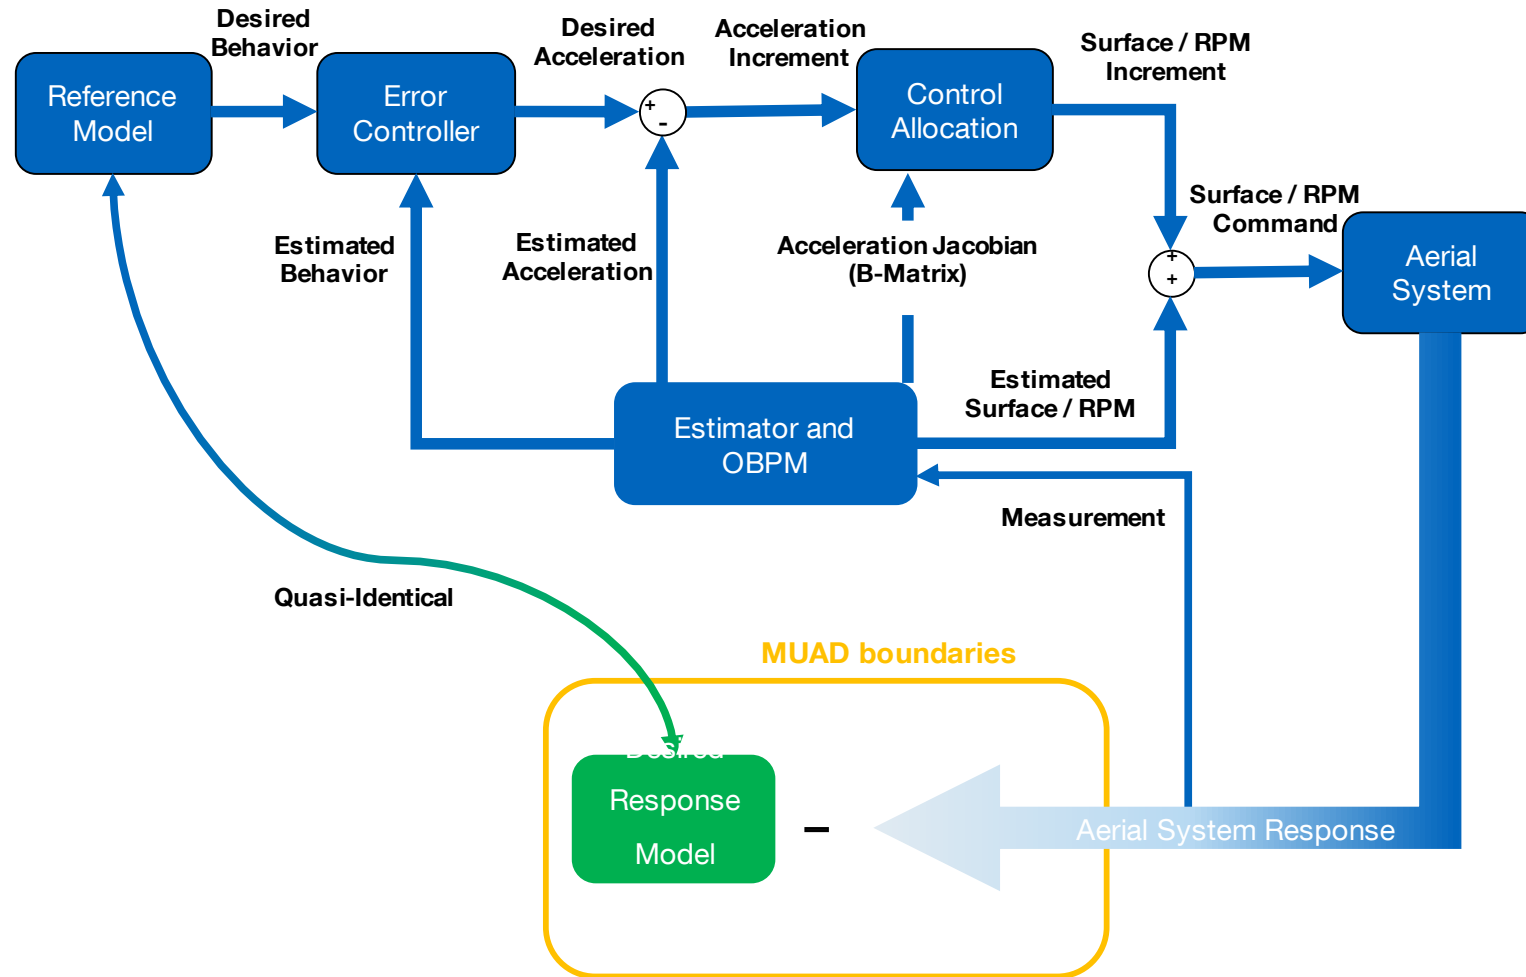 Desired
Behavior
Desired
Acceleration
Acceleration
Increment
Surface / RPM
Increment
Reference
Model
Error
Controller
+
-
Control
Allocation
Surface / RPM
Command
Estimated
Behavior
Estimated
Acceleration
Acceleration Jacobian
(B-Matrix)
+
+
Aerial
System
Estimated
Surface / RPM
Estimator and
OBPM
Measurement
Quasi-Identical
MUAD boundaries
Desired
Response
Model
–
Aerial System Response